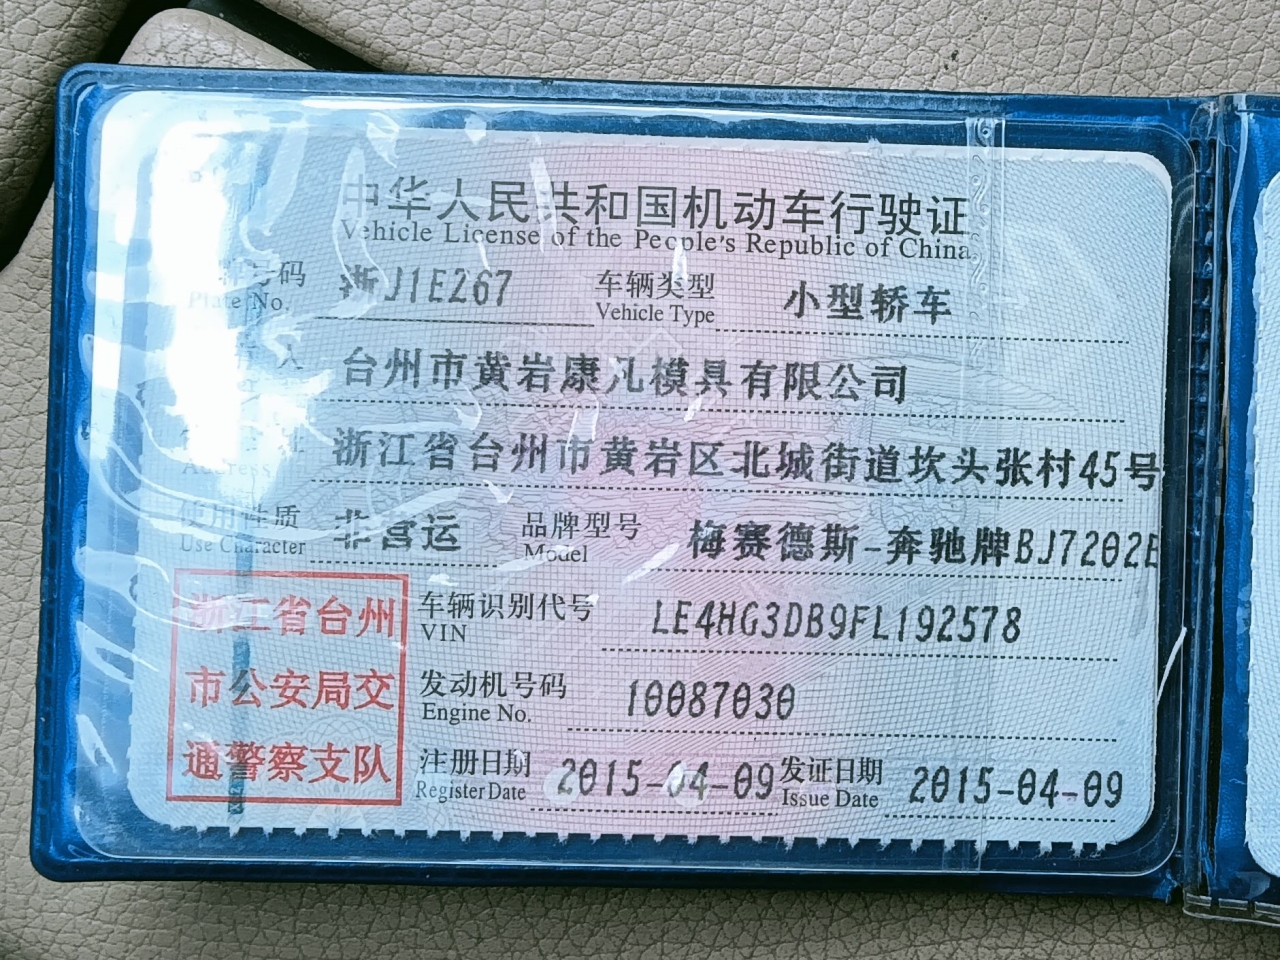 中华人民共和国机动车行驶证
Vehicle License of the People's Republic of China
号码 浙J1E267 车辆类型 小型轿车
Plate No. Vehicle Type
人 台州市黄岩康凡模具有限公司
址 浙江省台州市黄岩区北城街道坎头张村45号
Address
使用性质 非营运 品牌型号 梅赛德斯-奔驰牌BJ7202E
Use Character Model
浙江省台州
市公安局交
通警察支队
车辆识别代号 LE4HG3DB9FL192578
VIN
发动机号码 10087030
Engine No.
注册日期 2015-04-09 发证日期 2015-04-09
Register Date Issue Date